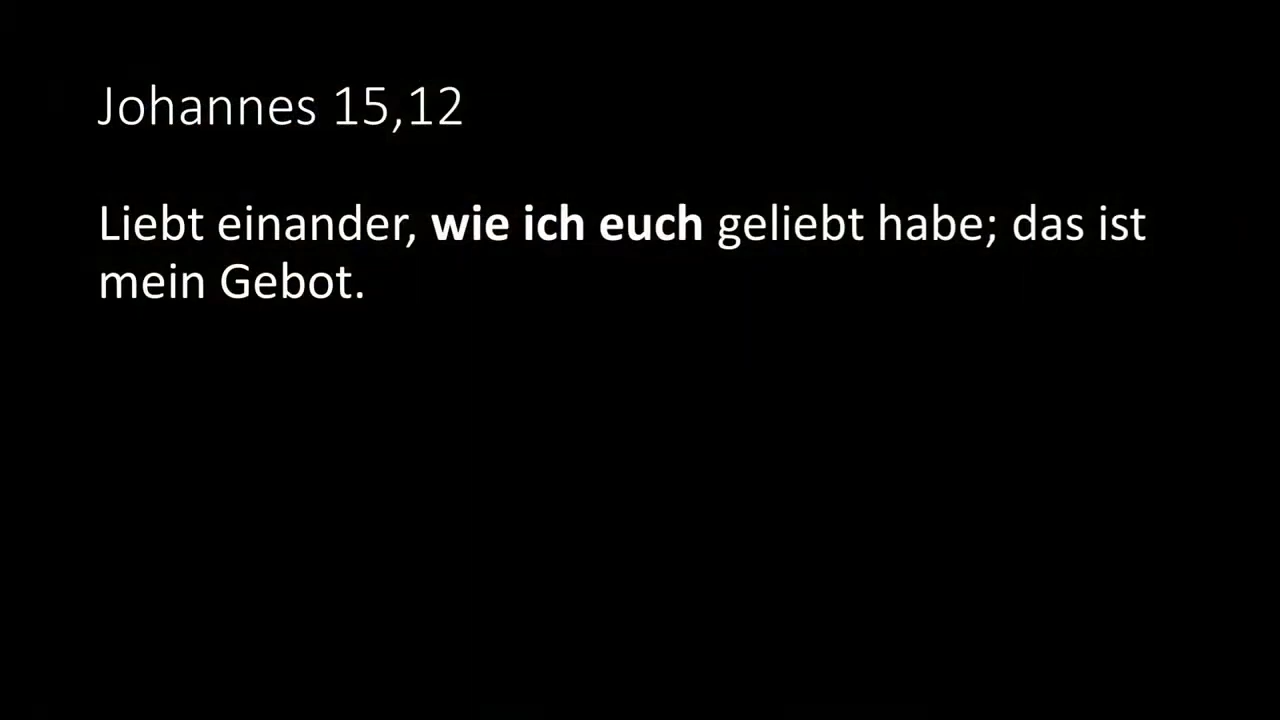 Johannes 15,12
Liebt einander, wie ich euch geliebt habe; das ist
mein Gebot.